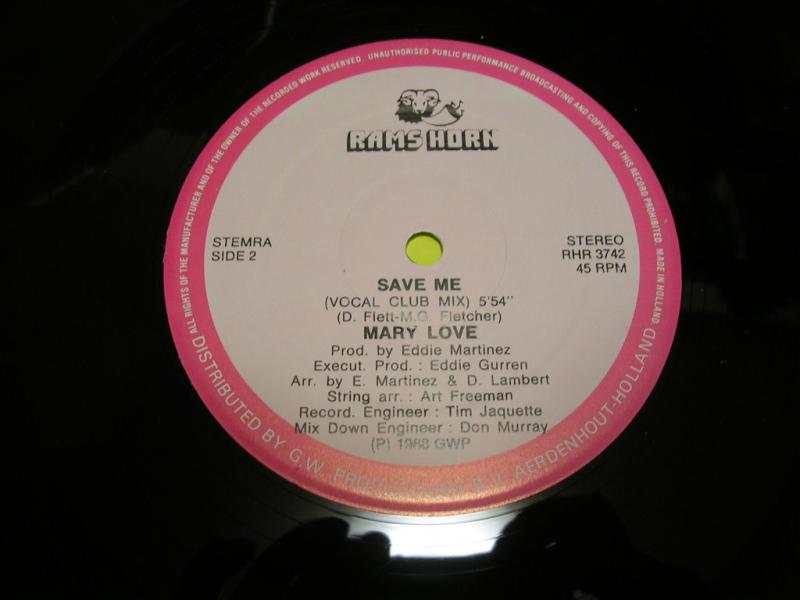 ALL RIGHTS OF THE MANUFACTURER AND OF THE OWNER OF THE RECORDED WORK RESERVED. UNAUTHORISED PUBLIC PERFORMANCE BROADCASTING AND COPYING OF THIS RECORD PROHIBITED. MADE IN HOLLAND.
RAMS HORN
STEMRA
SIDE 2
STEREO
RHR 3742
45 RPM
SAVE ME
(VOCAL CLUB MIX) 5'54"
(D. Flett-M.G. Fletcher)
MARY LOVE
Prod. by Eddie Martinez
Execut. Prod. : Eddie Gurren
Arr. by E. Martinez & D. Lambert
String arr. : Art Freeman
Record. Engineer : Tim Jaquette
Mix Down Engineer : Don Murray
(P) 1988 GWP
DISTRIBUTED BY G.W. PRODUCTIONS B.V. AERDENHOUT-HOLLAND